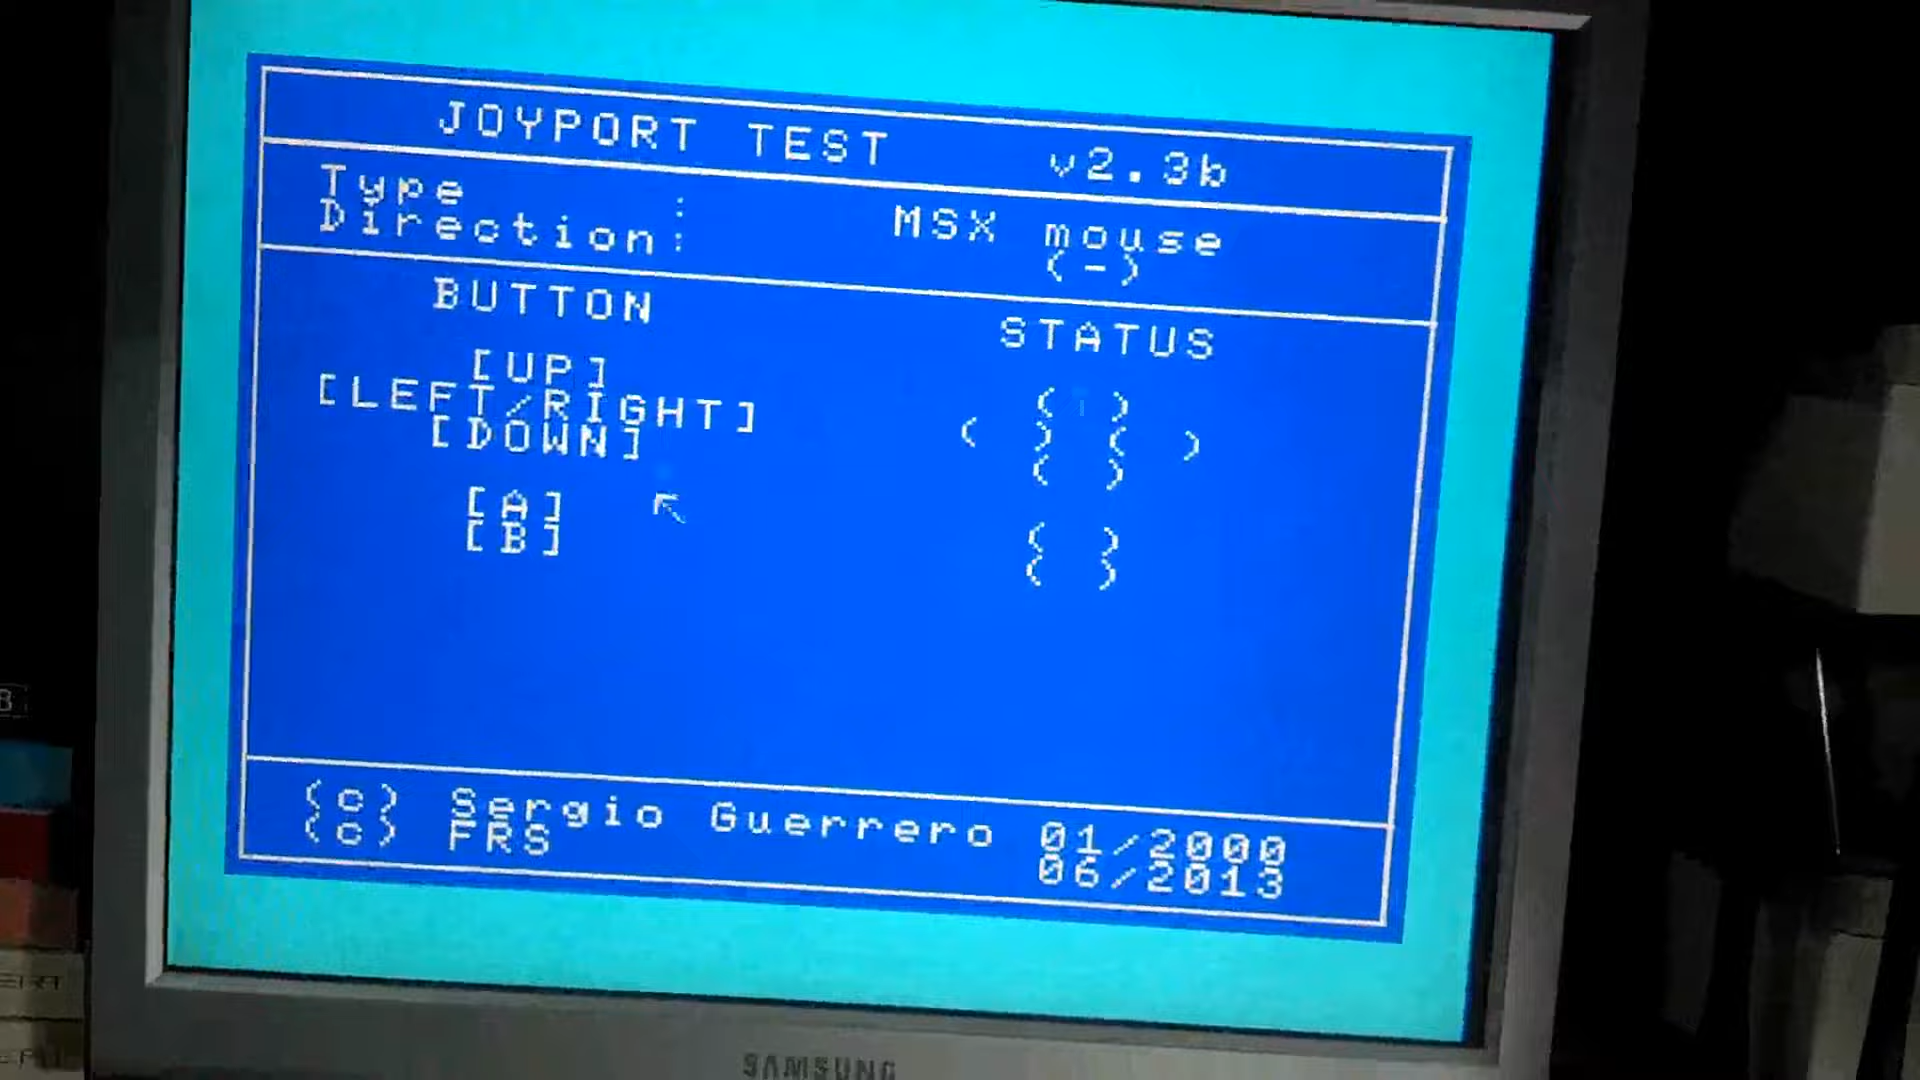 JOYPORT TEST v2.3b
Type : MSX mouse
Direction: (-)
BUTTON STATUS
[UP] ( )
[LEFT/RIGHT] ( ) ( )
[DOWN] ( )
[A] ( )
[B] ( )
(c) Sergio Guerrero 01/2000
(c) FRS 06/2013
SAMSUNG